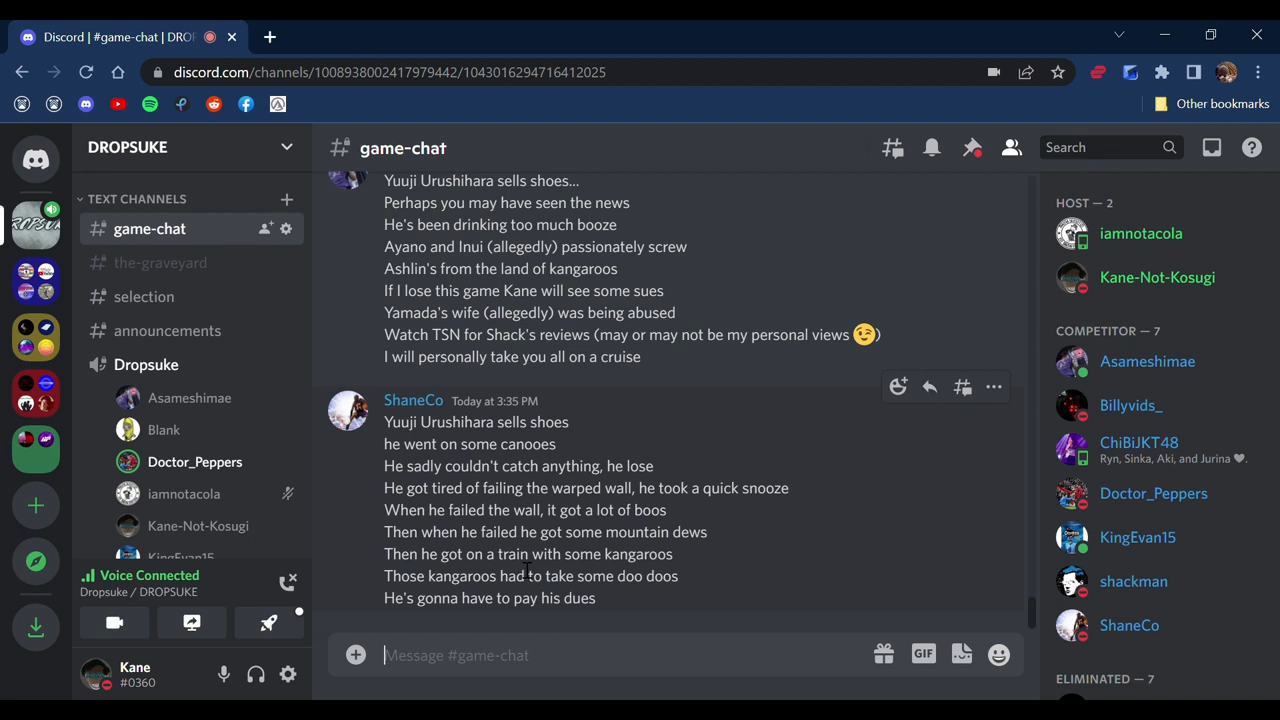 Discord | #game-chat | DROP
discord.com/channels/1008938002417979442/1043016294716412025
Other bookmarks
DROPSUKE
TEXT CHANNELS
game-chat
the-graveyard
selection
announcements
Dropsuke
Asameshimae
Blank
Doctor_Peppers
iamnotacola
Kane-Not-Kosugi
KingEvan15
Voice Connected
Dropsuke / DROPSUKE
Kane
#0360
game-chat
Search
Yuuji Urushihara sells shoes...
Perhaps you may have seen the news
He's been drinking too much booze
Ayano and Inui (allegedly) passionately screw
Ashlin's from the land of kangaroos
If I lose this game Kane will see some sues
Yamada's wife (allegedly) was being abused
Watch TSN for Shack's reviews (may or may not be my personal views 😉)
I will personally take you all on a cruise
ShaneCo Today at 3:35 PM
Yuuji Urushihara sells shoes
he went on some canooes
He sadly couldn't catch anything, he lose
He got tired of failing the warped wall, he took a quick snooze
When he failed the wall, it got a lot of boos
Then when he failed he got some mountain dews
Then he got on a train with some kangaroos
Those kangaroos had to take some doo doos
He's gonna have to pay his dues
Message #game-chat
GIF
HOST — 2
iamnotacola
Kane-Not-Kosugi
COMPETITOR — 7
Asameshimae
Billyvids_
ChiBiJKT48
Ryn, Sinka, Aki, and Jurina 🤍.
Doctor_Peppers
KingEvan15
shackman
ShaneCo
ELIMINATED — 7